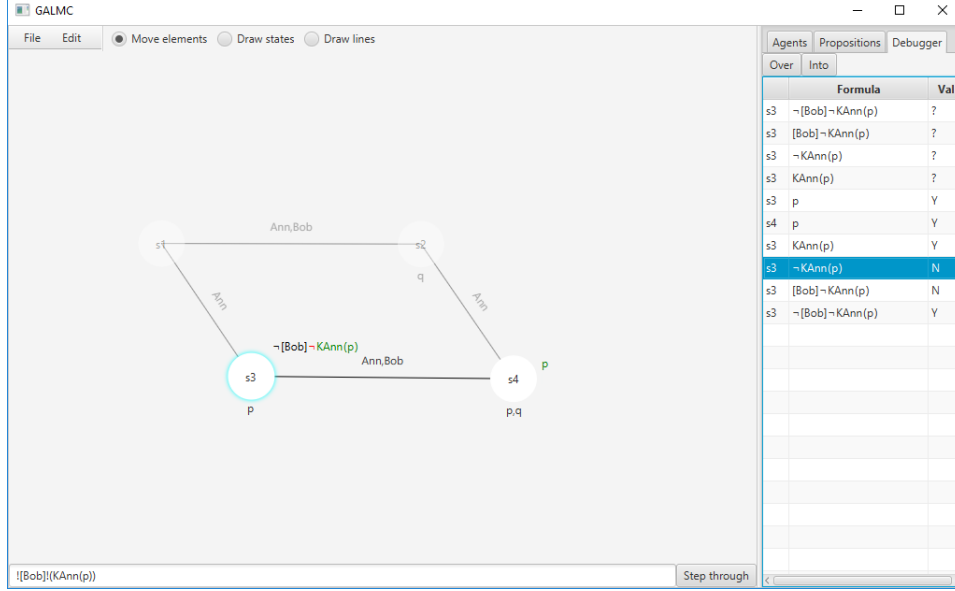 GALMC
File Edit Move elements Draw states Draw lines
Agents Propositions Debugger
Over Into
Formula Val
s3 ¬[Bob]¬KAnn(p) ?
s3 [Bob]¬KAnn(p) ?
s3 ¬KAnn(p) ?
s3 KAnn(p) ?
s3 p Y
s4 p Y
s3 KAnn(p) Y
s3 ¬KAnn(p) N
s3 [Bob]¬KAnn(p) N
s3 ¬[Bob]¬KAnn(p) Y
Ann,Bob
s1 s2
q
Ann Ann
¬[Bob]¬KAnn(p)
Ann,Bob
p
s3 s4
p p,q
![Bob]!(KAnn(p)) Step through